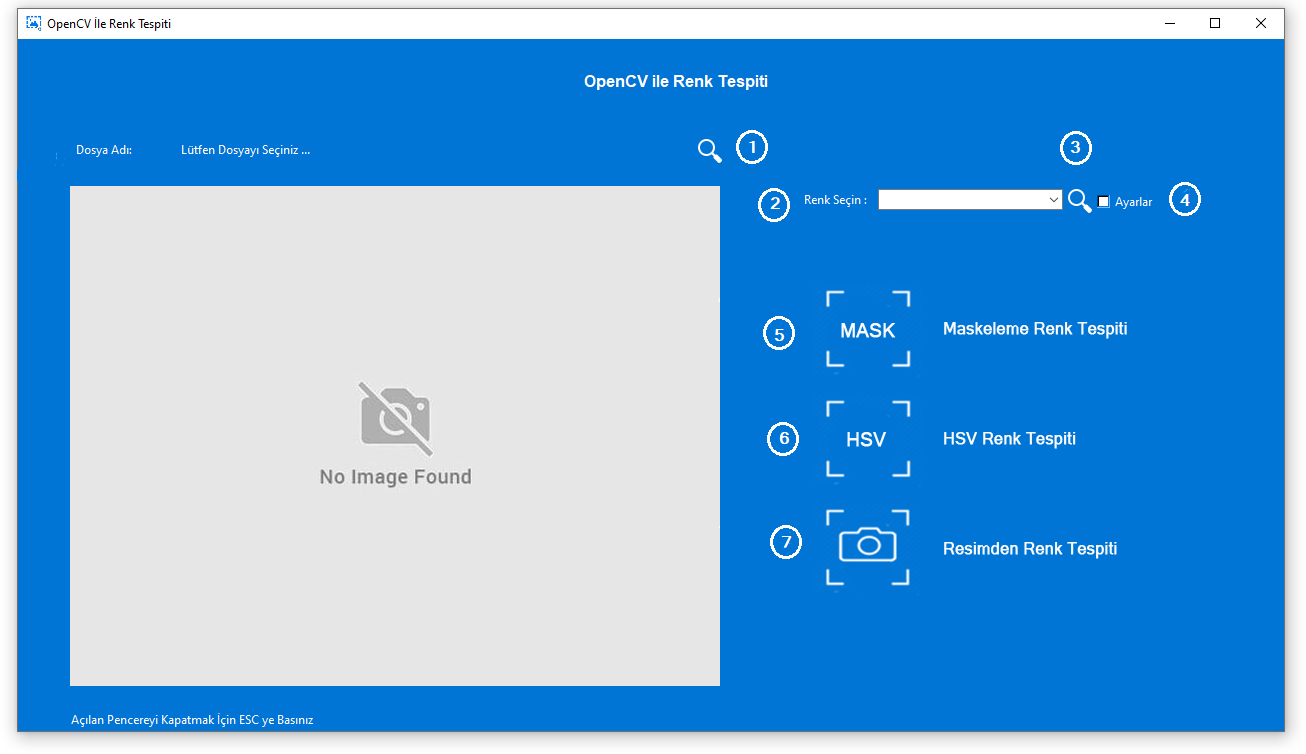 OpenCV İle Renk Tespiti
OpenCV ile Renk Tespiti
Dosya Adı: Lütfen Dosyayı Seçiniz ... 1
3
2 Renk Seçin : Ayarlar 4
5 MASK Maskeleme Renk Tespiti
6 HSV HSV Renk Tespiti
No Image Found
7 Resimden Renk Tespiti
Açılan Pencereyi Kapatmak İçin ESC ye Basınız